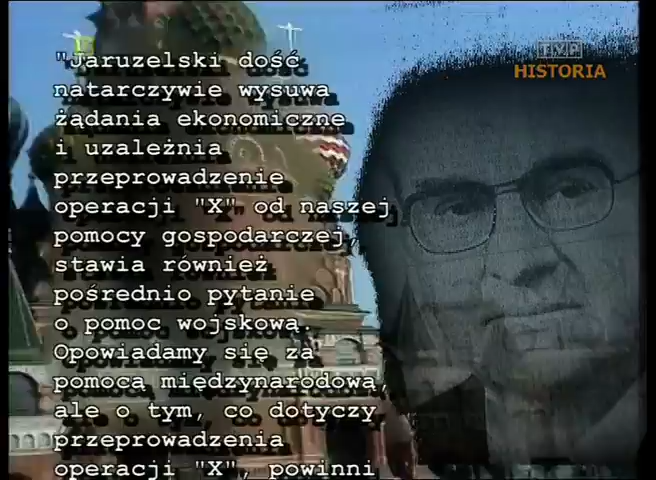 TVP
HISTORIA
"Jaruzelski dość
natarczywie wysuwa
żądania ekonomiczne
i uzależnia
przeprowadzenie
operacji "X" od naszej
pomocy gospodarczej,
stawia również
pośrednio pytanie
o pomoc wojskową.
Opowiadamy się za
pomocą międzynarodową,
ale o tym, co dotyczy
przeprowadzenia
operacji "X", powinni